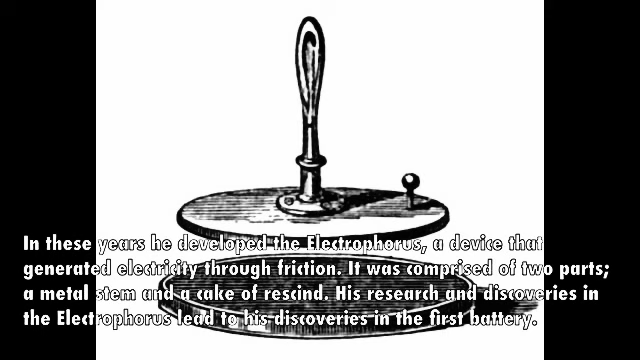 In these years he developed the Electrophorus, a device that
generated electricity through friction. It was comprised of two parts;
a metal stem and a cake of rescind. His research and discoveries in
the Electrophorus lead to his discoveries in the first battery.